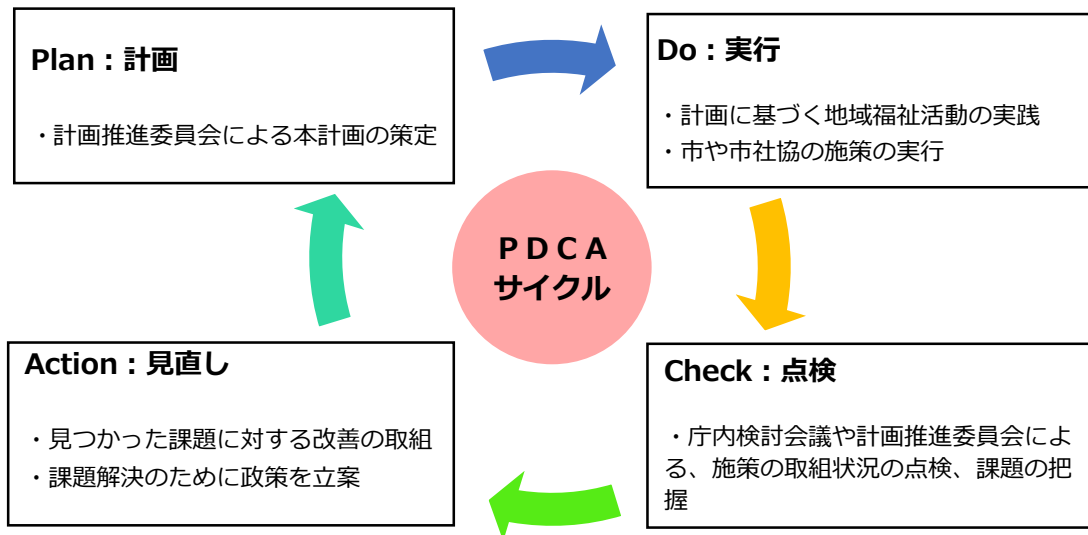 Plan：計画
・計画推進委員会による本計画の策定
Do：実行
・計画に基づく地域福祉活動の実践
・市や市社協の施策の実行
ＰＤＣＡ
サイクル
Action：見直し
・見つかった課題に対する改善の取組
・課題解決のために政策を立案
Check：点検
・庁内検討会議や計画推進委員会によ
る、施策の取組状況の点検、課題の把
握